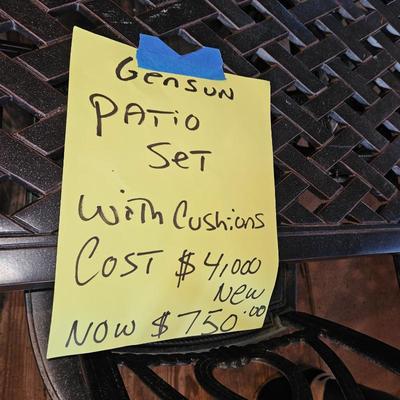 Gensun
PATIO
SET
With Cushions
COST $4,000
New
NOW $750.00